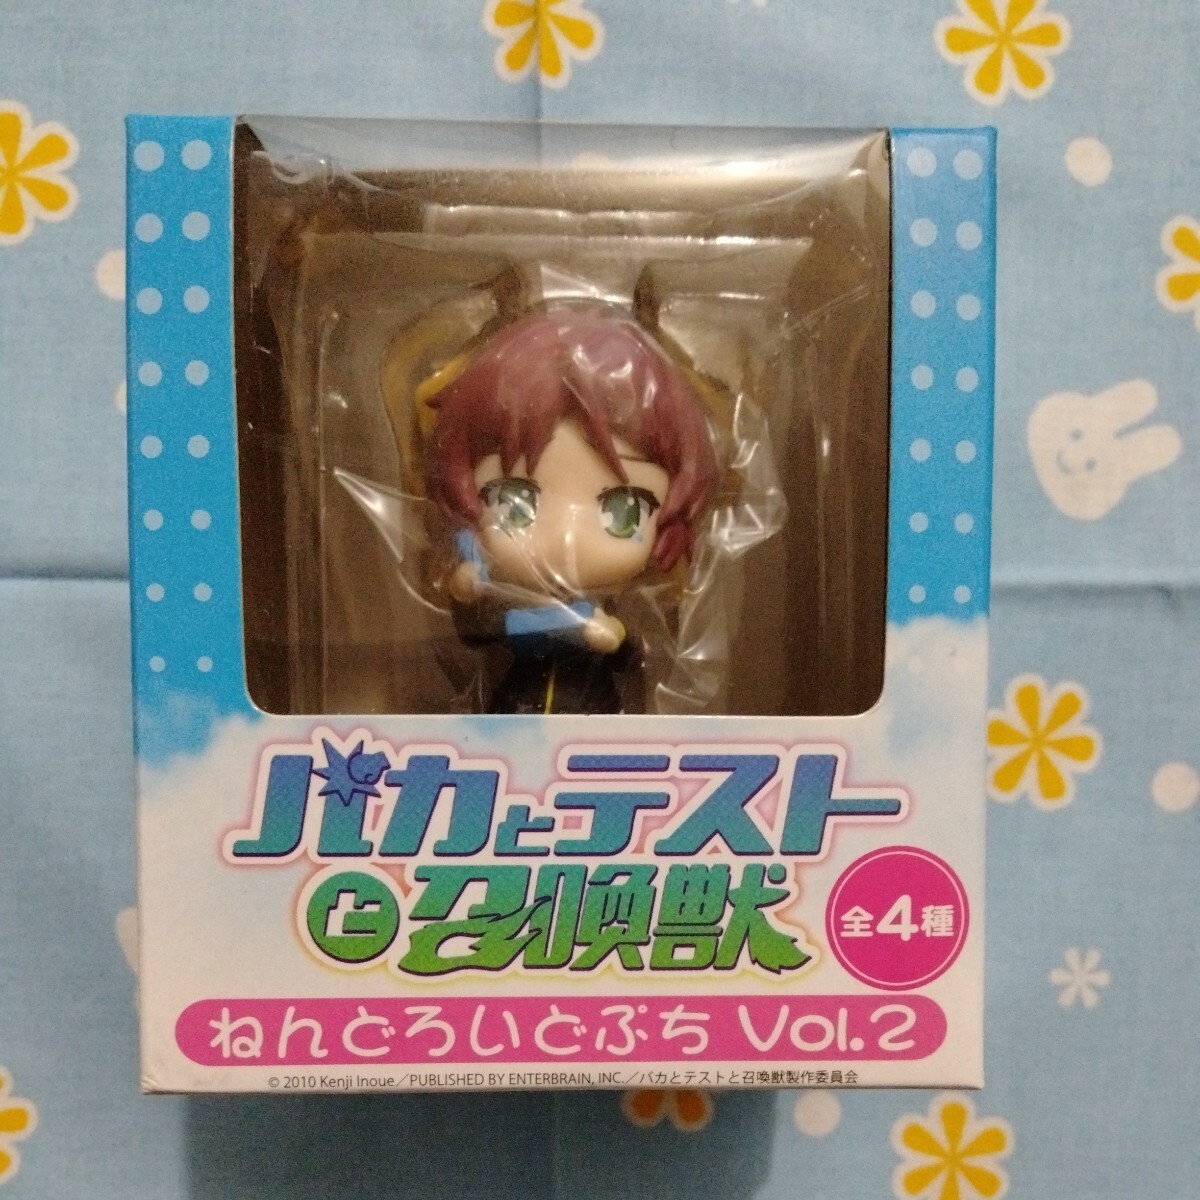 バカとテスト
と召喚獣
全4種
ねんどろいどぷち Vol.2
© 2010 Kenji Inoue／PUBLISHED BY ENTERBRAIN, INC.／バカとテストと召喚獣製作委員会